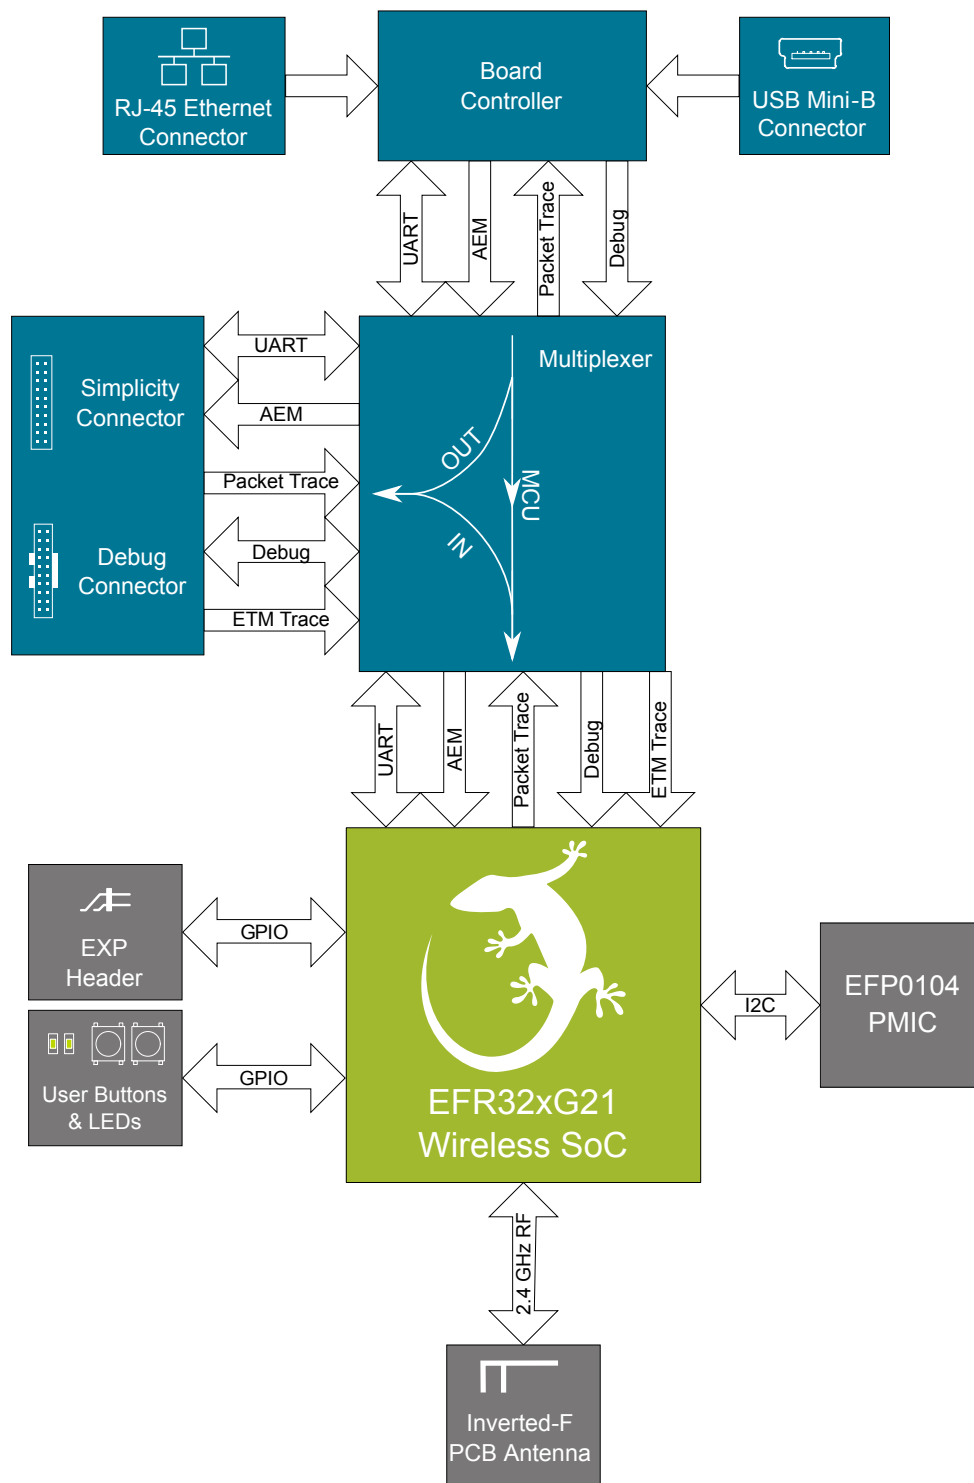 RJ-45 Ethernet
Connector
Board
Controller
USB Mini-B
Connector
UART
AEM
Packet Trace
Debug
Simplicity
Connector
Debug
Connector
UART
AEM
Packet Trace
Debug
ETM Trace
Multiplexer
OUT
MCU
IN
UART
AEM
Packet Trace
Debug
ETM Trace
EXP
Header
GPIO
User Buttons
& LEDs
GPIO
EFR32xG21
Wireless SoC
I2C
EFP0104
PMIC
2.4 GHz RF
Inverted-F
PCB Antenna